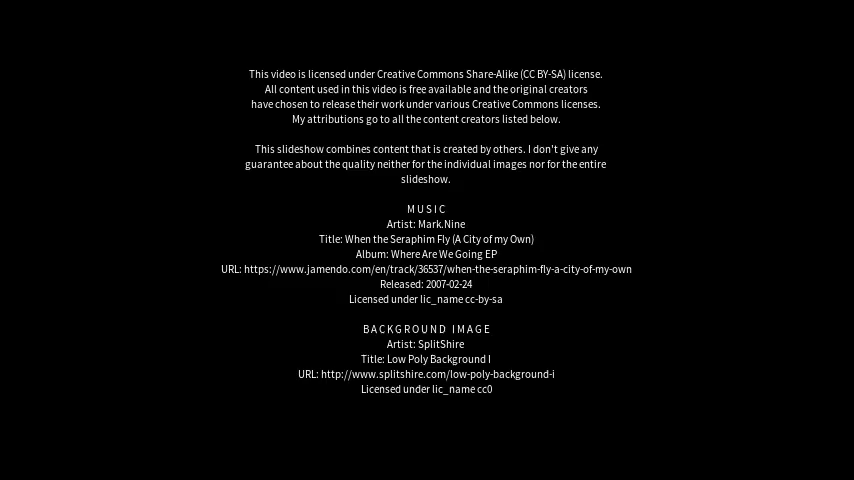 This video is licensed under Creative Commons Share-Alike (CC BY-SA) license.
All content used in this video is free available and the original creators
have chosen to release their work under various Creative Commons licenses.
My attributions go to all the content creators listed below.
This slideshow combines content that is created by others. I don't give any
guarantee about the quality neither for the individual images nor for the entire
slideshow.
MUSIC
Artist: Mark.Nine
Title: When the Seraphim Fly (A City of my Own)
Album: Where Are We Going EP
URL: https://www.jamendo.com/en/track/36537/when-the-seraphim-fly-a-city-of-my-own
Released: 2007-02-24
Licensed under lic_name cc-by-sa
BACKGROUND IMAGE
Artist: SplitShire
Title: Low Poly Background I
URL: http://www.splitshire.com/low-poly-background-i
Licensed under lic_name cc0